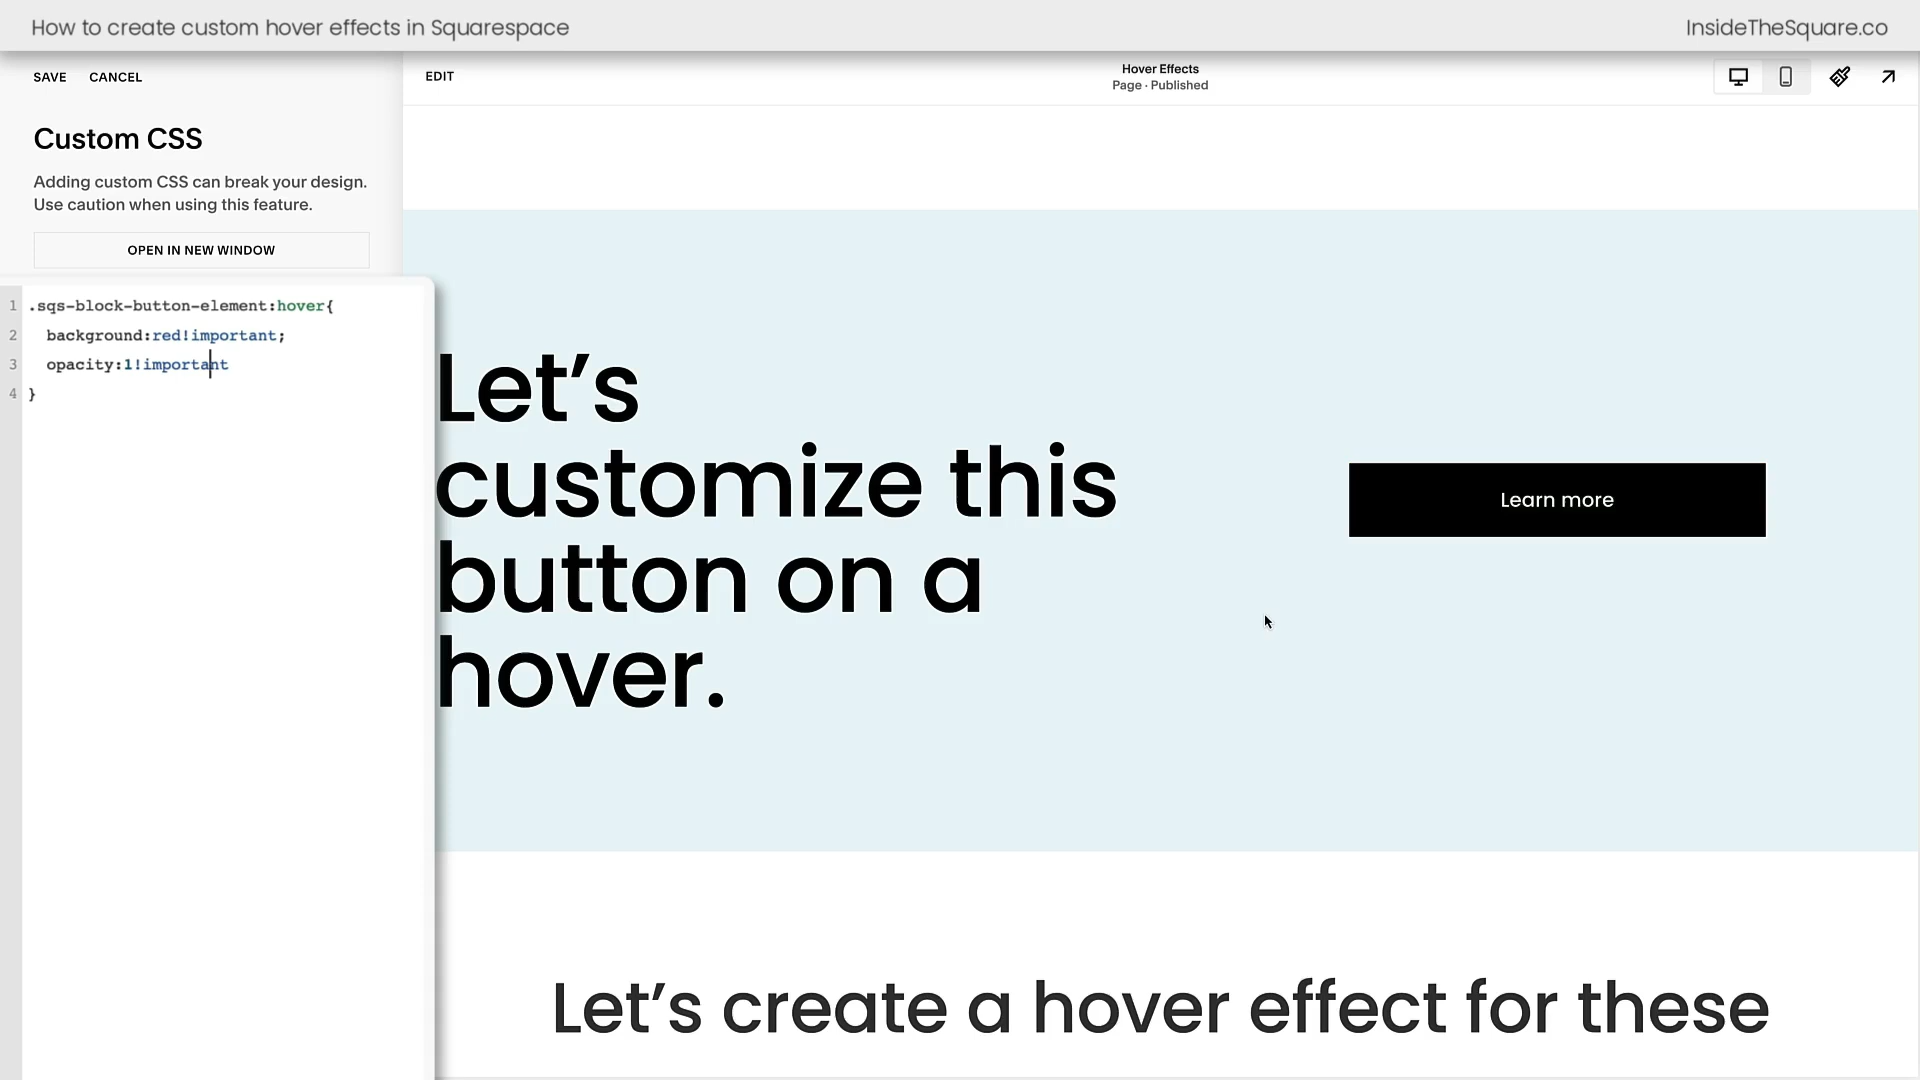 How to create custom hover effects in Squarespace
InsideTheSquare.co
SAVE CANCEL
EDIT
Hover Effects
Page · Published
Custom CSS
Adding custom CSS can break your design.
Use caution when using this feature.
OPEN IN NEW WINDOW
1 .sqs-block-button-element:hover{
2 background:red!important;
3 opacity:1!important
4 }
Let’s
customize this
button on a
hover.
Learn more
Let’s create a hover effect for these